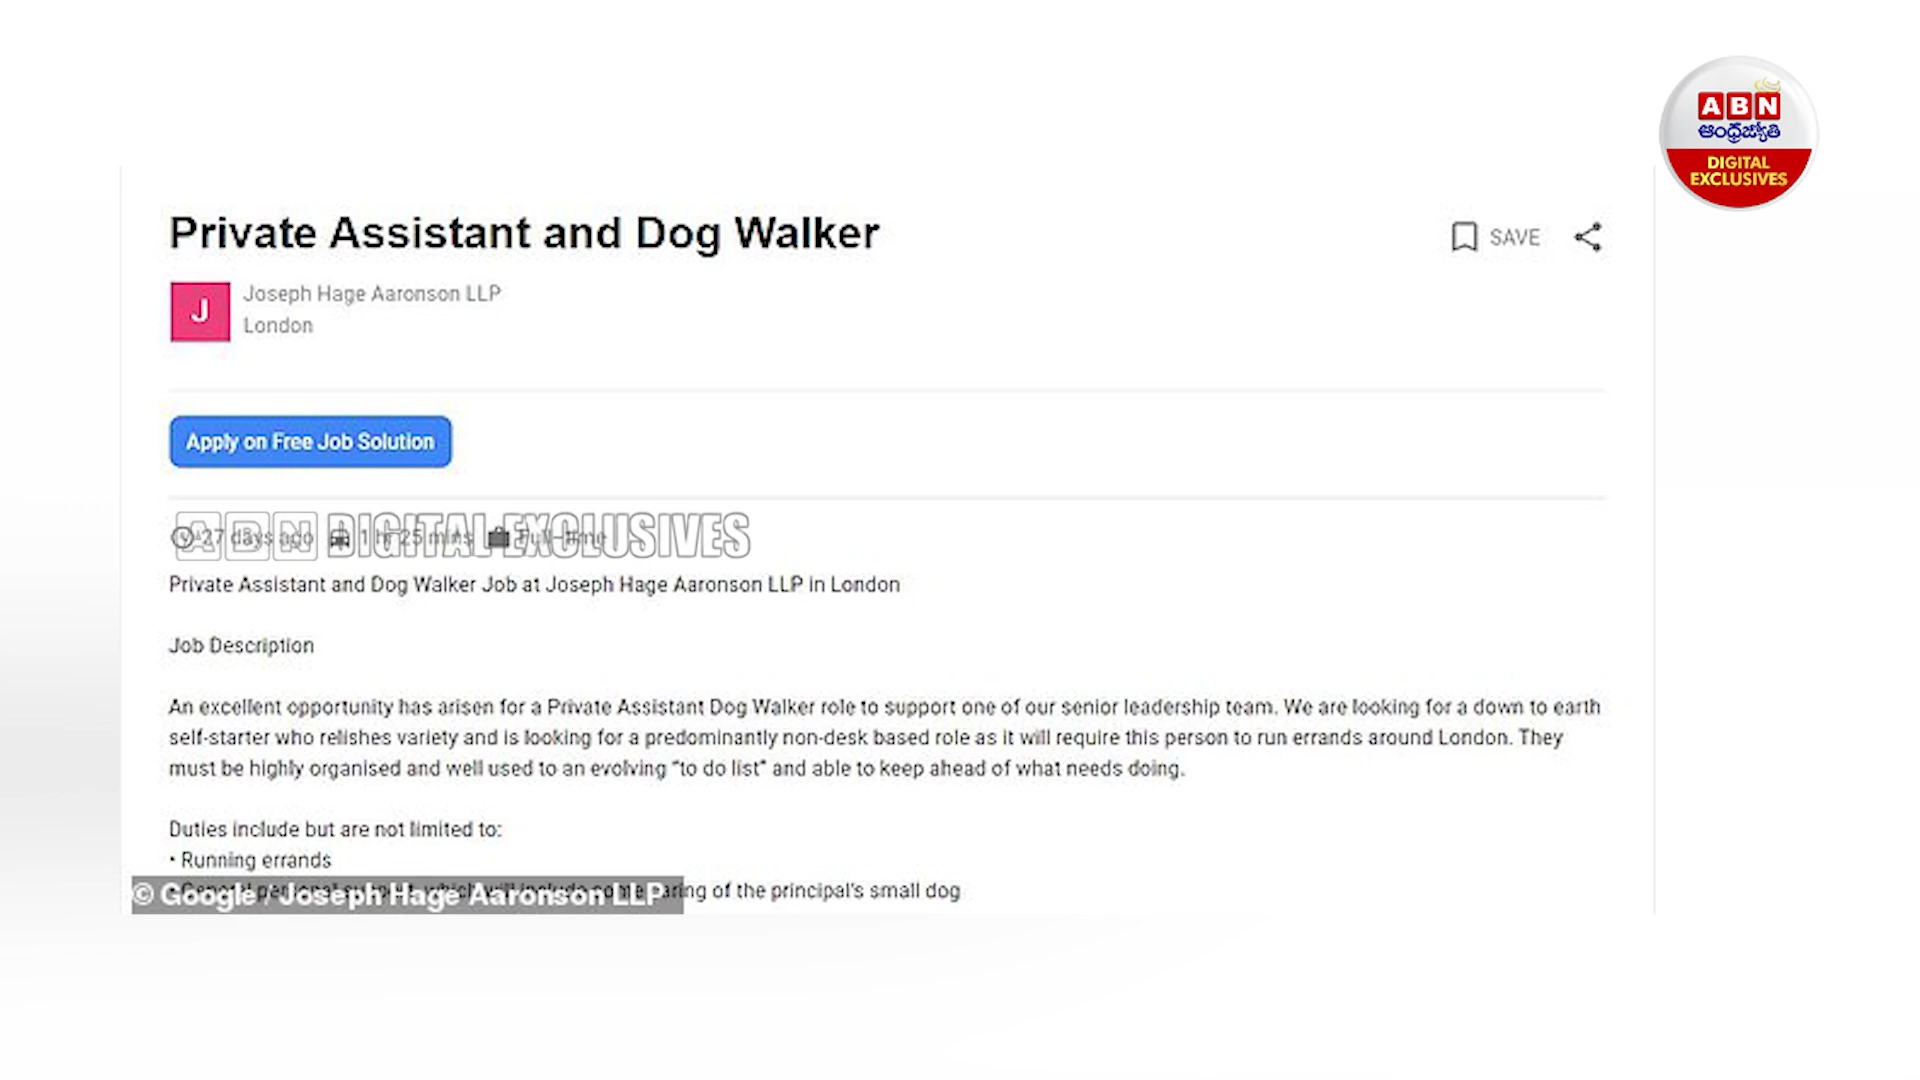 ABN
ఆంధ్రజ్యోతి
DIGITAL
EXCLUSIVES
Private Assistant and Dog Walker
SAVE
J
Joseph Hage Aaronson LLP
London
Apply on Free Job Solution
ABN DIGITAL EXCLUSIVES
27 days ago 1 hr 25 mins Full-time
Private Assistant and Dog Walker Job at Joseph Hage Aaronson LLP in London
Job Description
An excellent opportunity has arisen for a Private Assistant Dog Walker role to support one of our senior leadership team. We are looking for a down to earth
self-starter who relishes variety and is looking for a predominantly non-desk based role as it will require this person to run errands around London. They
must be highly organised and well used to an evolving "to do list" and able to keep ahead of what needs doing.
Duties include but are not limited to:
• Running errands
of the principal's small dog
© Google / Joseph Hage Aaronson LLP